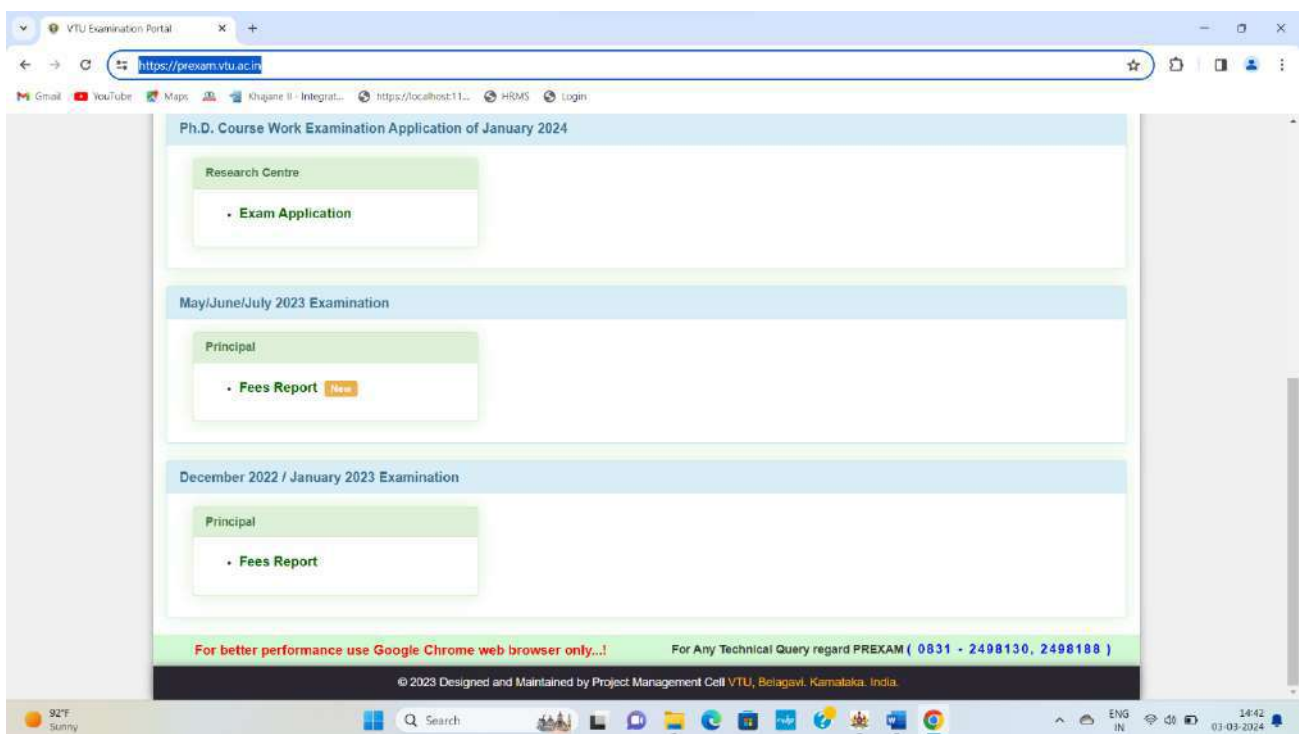 VTU Examination Portal
https://prexam.vtu.ac.in
Gmail YouTube Maps Khajane II - Integrat... https://localhost:11... HRMS Login
Ph.D. Course Work Examination Application of January 2024
Research Centre
Exam Application
May/June/July 2023 Examination
Principal
Fees Report New
December 2022 / January 2023 Examination
Principal
Fees Report
For better performance use Google Chrome web browser only...! For Any Technical Query regard PREXAM ( 0831 - 2498130, 2498188 )
© 2023 Designed and Maintained by Project Management Cell VTU, Belagavi. Karnataka. India.
92°F
Sunny
Search
ENG
IN
14:42
03-03-2024